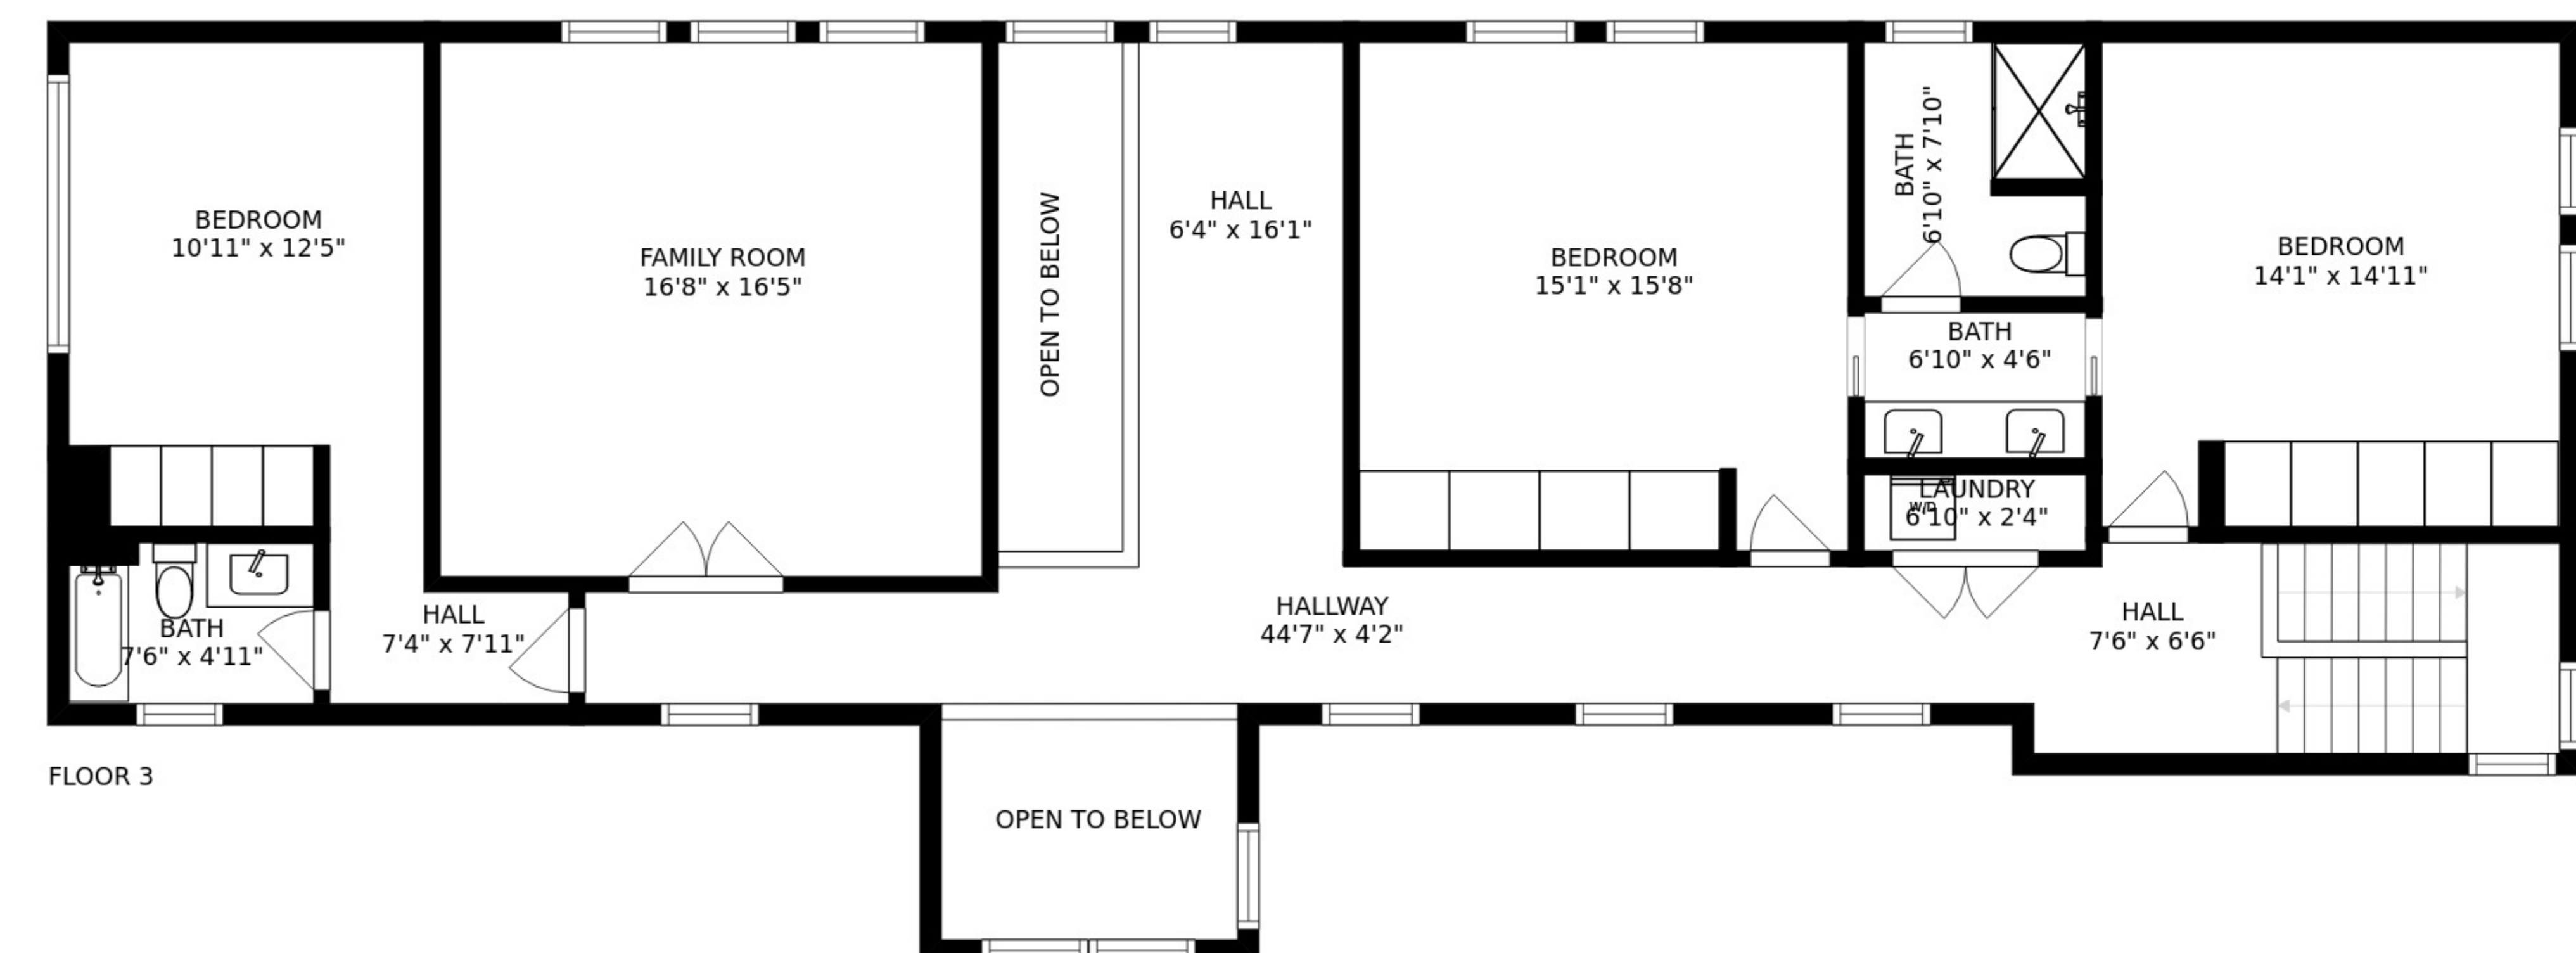 BEDROOM
10'11" x 12'5"
FAMILY ROOM
16'8" x 16'5"
OPEN TO BELOW
HALL
6'4" x 16'1"
BEDROOM
15'1" x 15'8"
BATH
6'10" x 7'10"
BATH
6'10" x 4'6"
BEDROOM
14'1" x 14'11"
LAUNDRY
W/D
6'10" x 2'4"
BATH
7'6" x 4'11"
HALL
7'4" x 7'11"
HALLWAY
44'7" x 4'2"
HALL
7'6" x 6'6"
FLOOR 3
OPEN TO BELOW